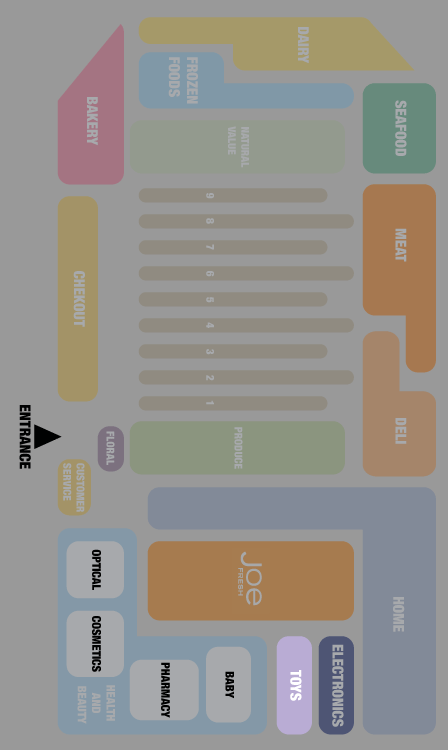 DAIRY
FROZEN
FOODS
BAKERY
NATURAL
VALUE
SEAFOOD
9
8
7
6
5
4
3
2
1
MEAT
CHEKOUT
DELI
ENTRANCE
FLORAL
PRODUCE
CUSTOMER
SERVICE
OPTICAL
JOE
FRESH
HOME
COSMETICS
HEALTH
AND
BEAUTY
PHARMACY
BABY
TOYS
ELECTRONICS